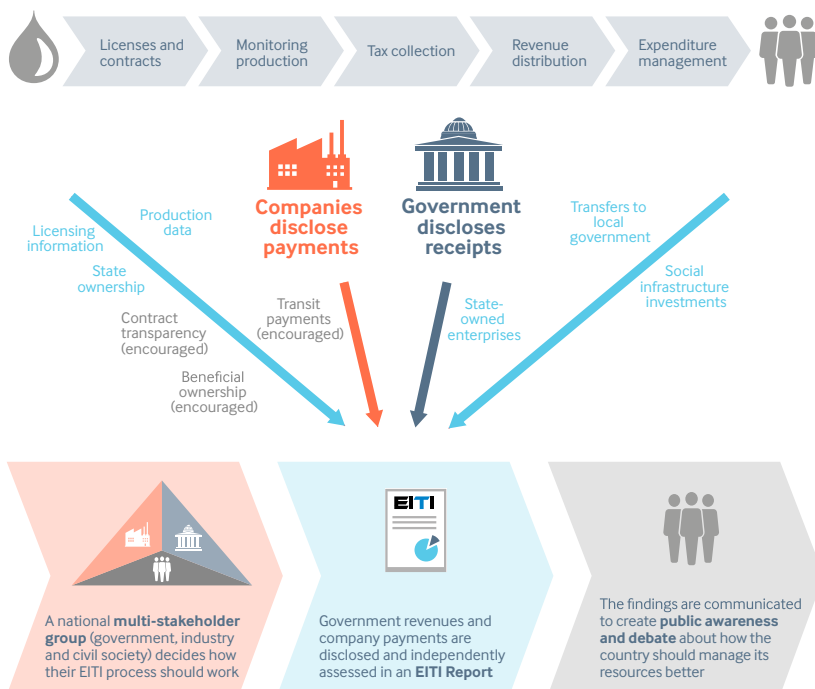 Licenses and
contracts
Monitoring
production
Tax collection
Revenue
distribution
Expenditure
management
Companies
disclose
payments
Government
discloses
receipts
Licensing
information
Production
data
State
ownership
Contract
transparency
(encouraged)
Beneficial
ownership
(encouraged)
Transit
payments
(encouraged)
State-
owned
enterprises
Transfers to
local
government
Social
infrastructure
investments
A national multi-stakeholder
group (government, industry
and civil society) decides how
their EITI process should work
EITI
Government revenues and
company payments are
disclosed and independently
assessed in an EITI Report
The findings are communicated
to create public awareness
and debate about how the
country should manage its
resources better